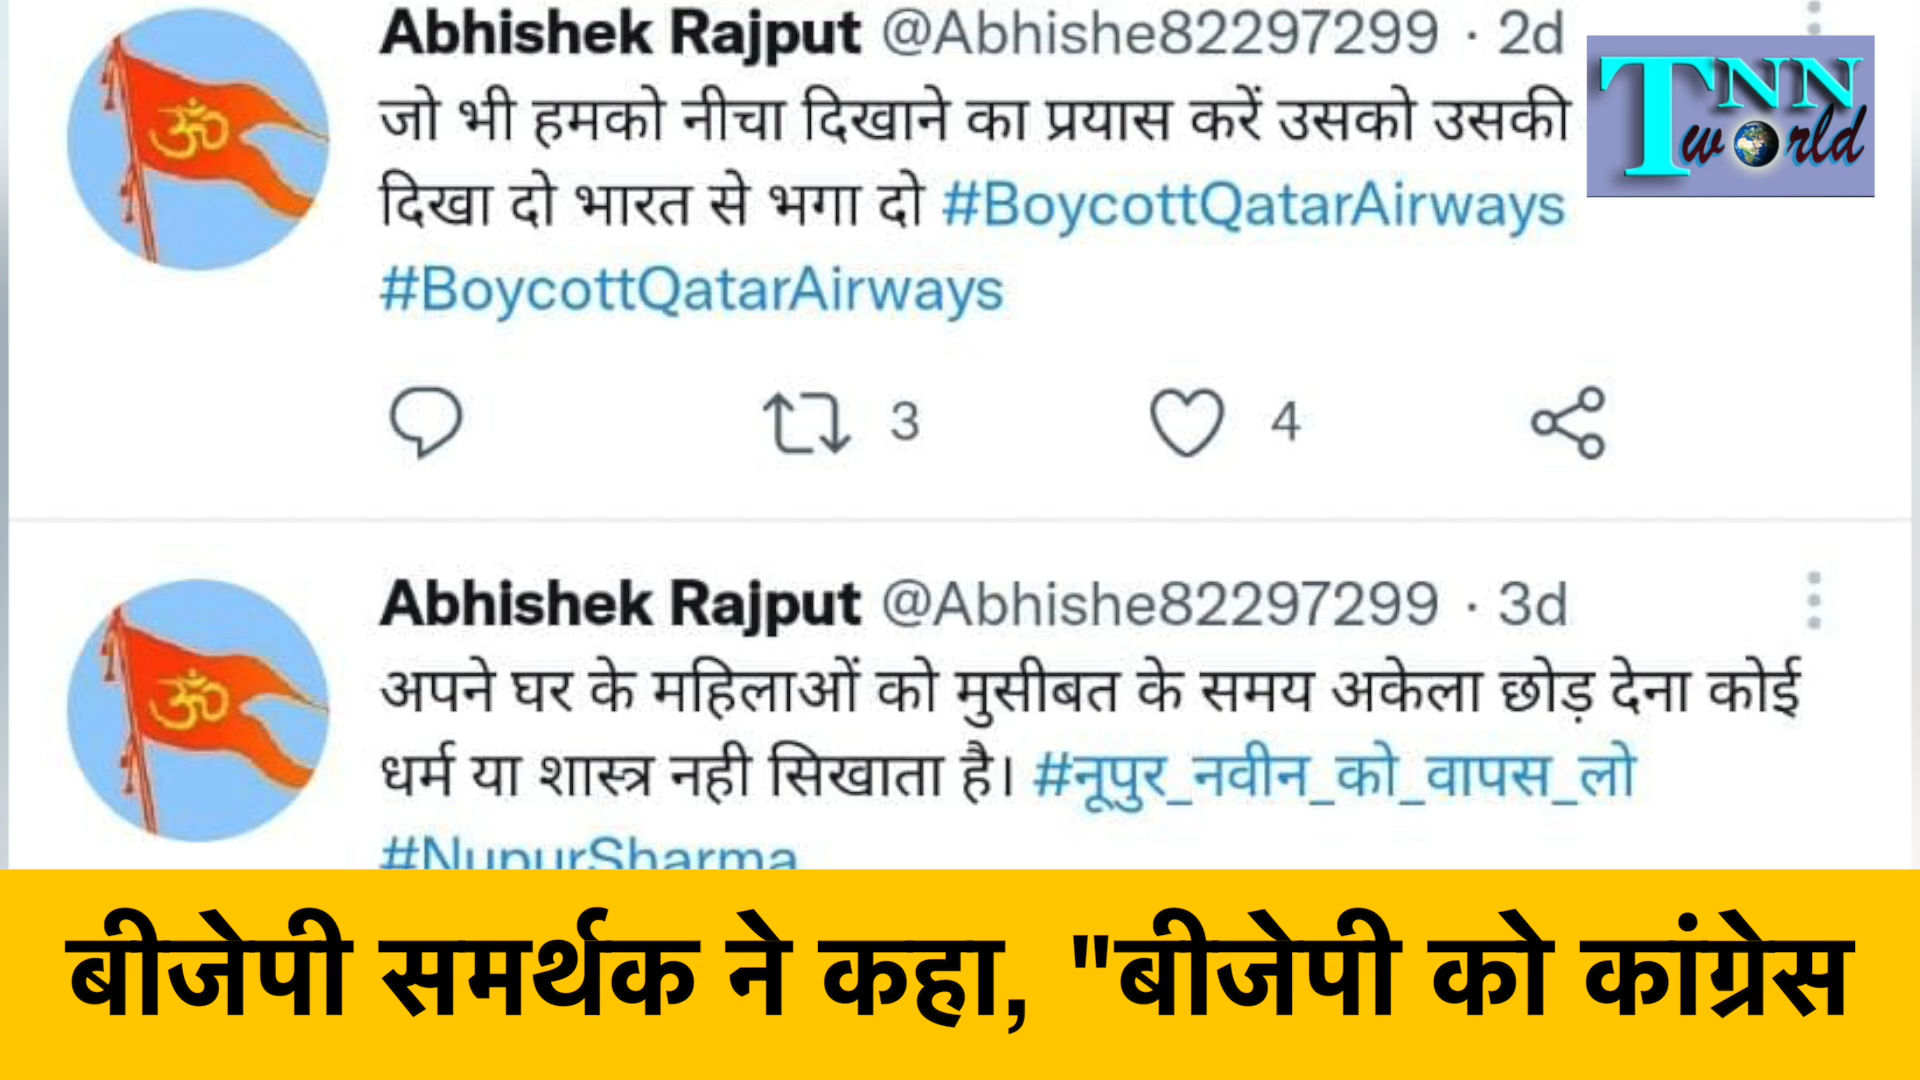 Abhishek Rajput @Abhishe82297299 · 2d
जो भी हमको नीचा दिखाने का प्रयास करें उसको उसकी
दिखा दो भारत से भगा दो #BoycottQatarAirways
#BoycottQatarAirways
3 4
TNN
world
Abhishek Rajput @Abhishe82297299 · 3d
अपने घर के महिलाओं को मुसीबत के समय अकेला छोड़ देना कोई
धर्म या शास्त्र नही सिखाता है। #नूपुर_नवीन_को_वापस_लो
#NupurSharma
बीजेपी समर्थक ने कहा, "बीजेपी को कांग्रेस